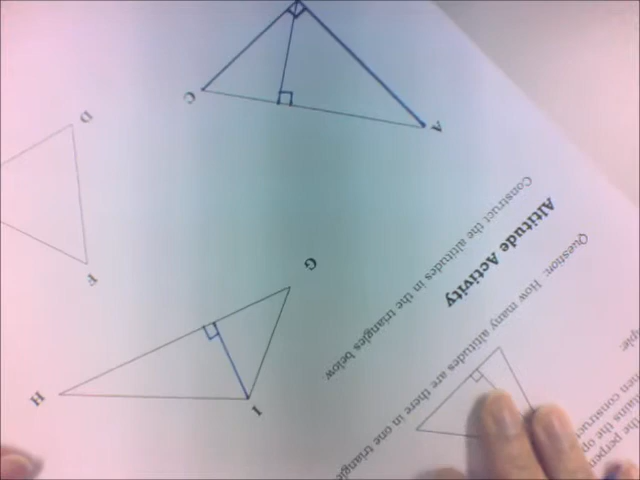 Altitude Activity
Question: How many altitudes are there in one triangle
Construct the altitudes in the triangles below
A
C
D
F
G
H
I